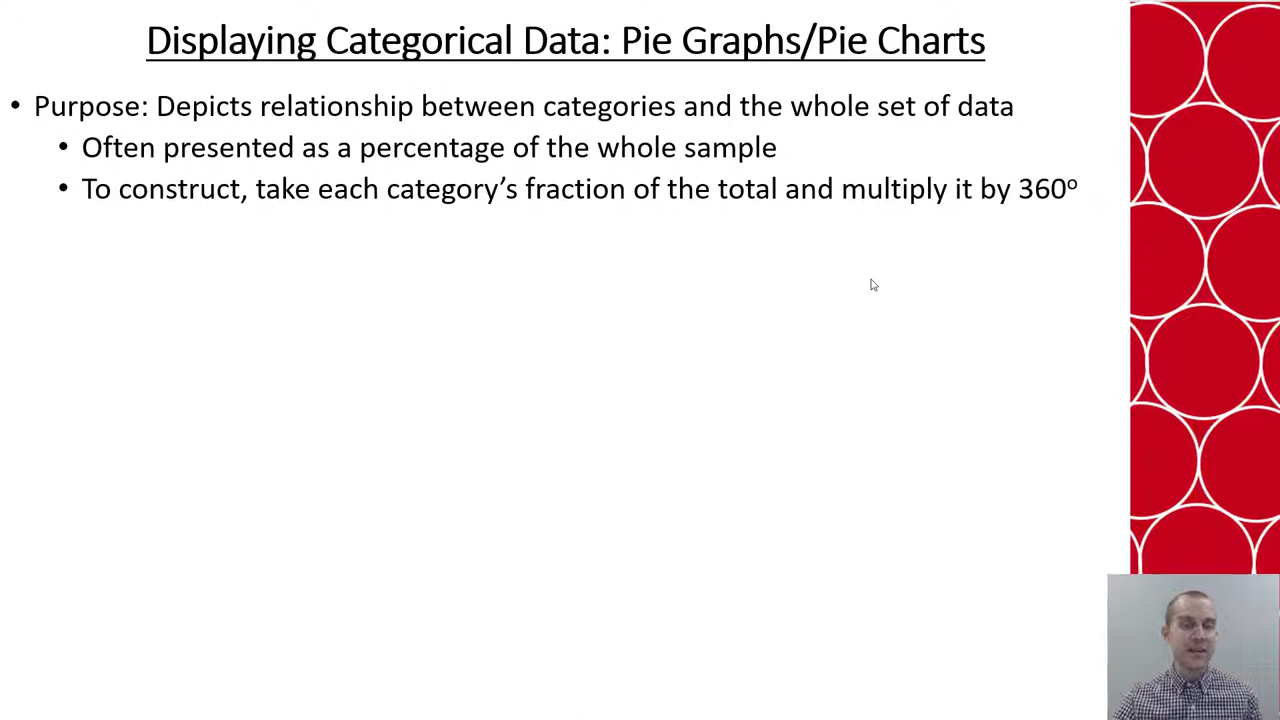 Displaying Categorical Data: Pie Graphs/Pie Charts
• Purpose: Depicts relationship between categories and the whole set of data
• Often presented as a percentage of the whole sample
• To construct, take each category’s fraction of the total and multiply it by 360º